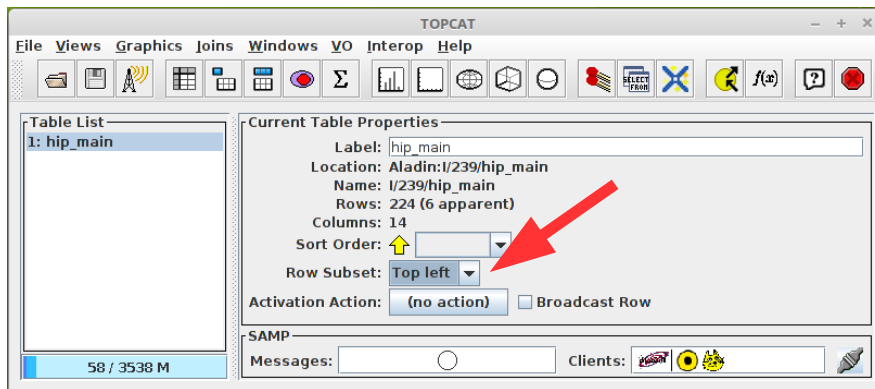 TOPCAT
File Views Graphics Joins Windows VO Interop Help
Σ SELECT FROM f(x) ?
Table List
1: hip_main
58 / 3538 M
Current Table Properties
Label: hip_main
Location: Aladin:I/239/hip_main
Name: I/239/hip_main
Rows: 224 (6 apparent)
Columns: 14
Sort Order:
Row Subset: Top left
Activation Action: (no action) Broadcast Row
SAMP
Messages: Clients: